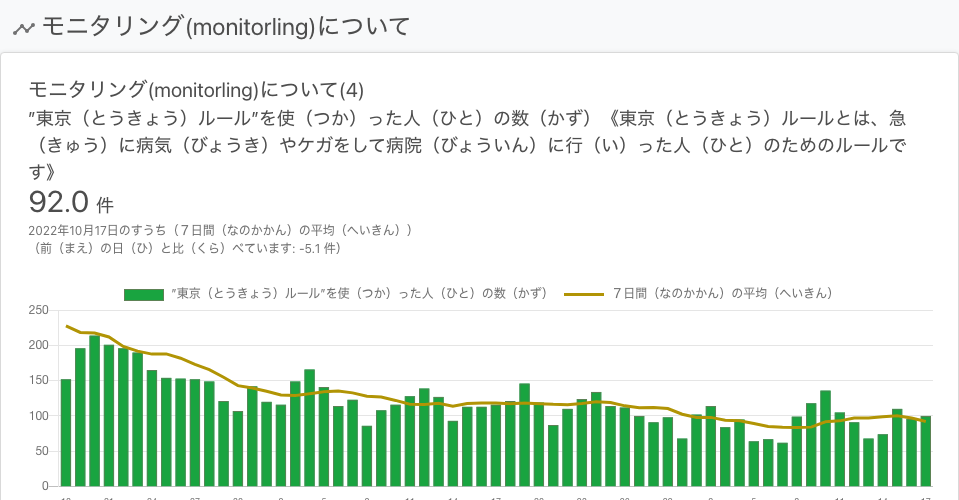 モニタリング(monitorling)について
モニタリング(monitorling)について(4)
”東京（とうきょう）ルール”を使（つか）った人（ひと）の数（かず）《東京（とうきょう）ルールとは、急
（きゅう）に病気（びょうき）やケガをして病院（びょういん）に行（い）った人（ひと）のためのルールで
す》
92.0 件
2022年10月17日のすうち（７日間（なのかかん）の平均（へいきん））
（前（まえ）の日（ひ）と比（くら）べています: -5.1 件）
”東京（とうきょう）ルール”を使（つか）った人（ひと）の数（かず） ７日間（なのかかん）の平均（へいきん）
250
200
150
100
50
0